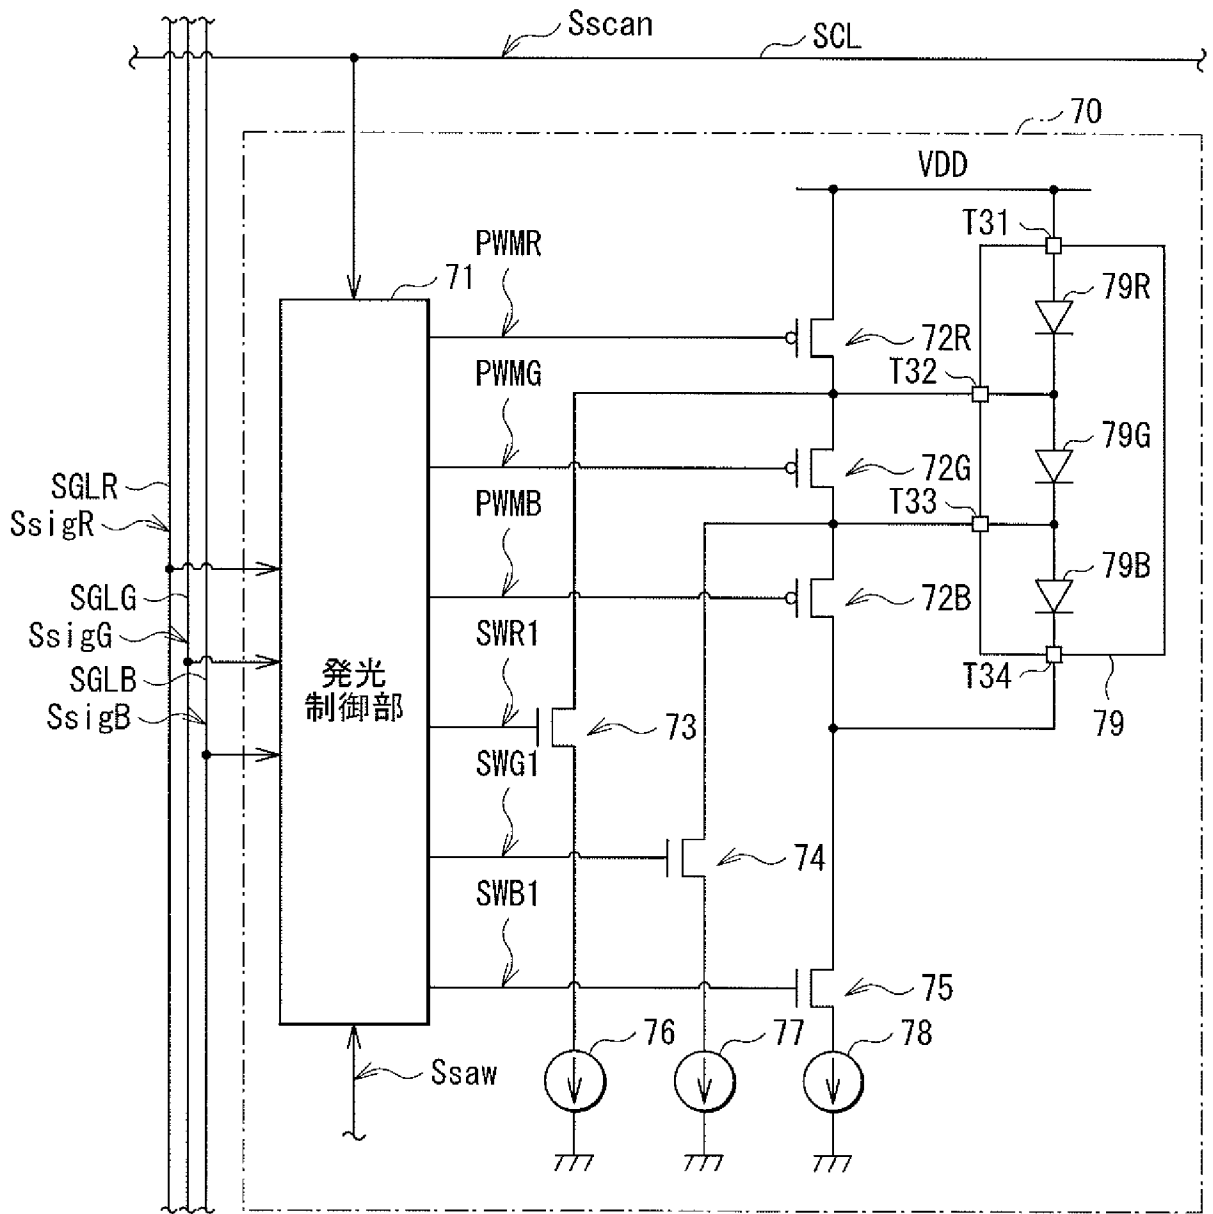 Sscan
SCL
70
VDD
T31
PWMR
71
79R
72R
T32
PWMG
79G
72G
SGLR
T33
SsigR
PWMB
79B
72B
SGLG
SsigG
SWR1
発光
制御部
SGLB
T34
SsigB
73
79
SWG1
74
SWB1
75
76
77
78
Ssaw